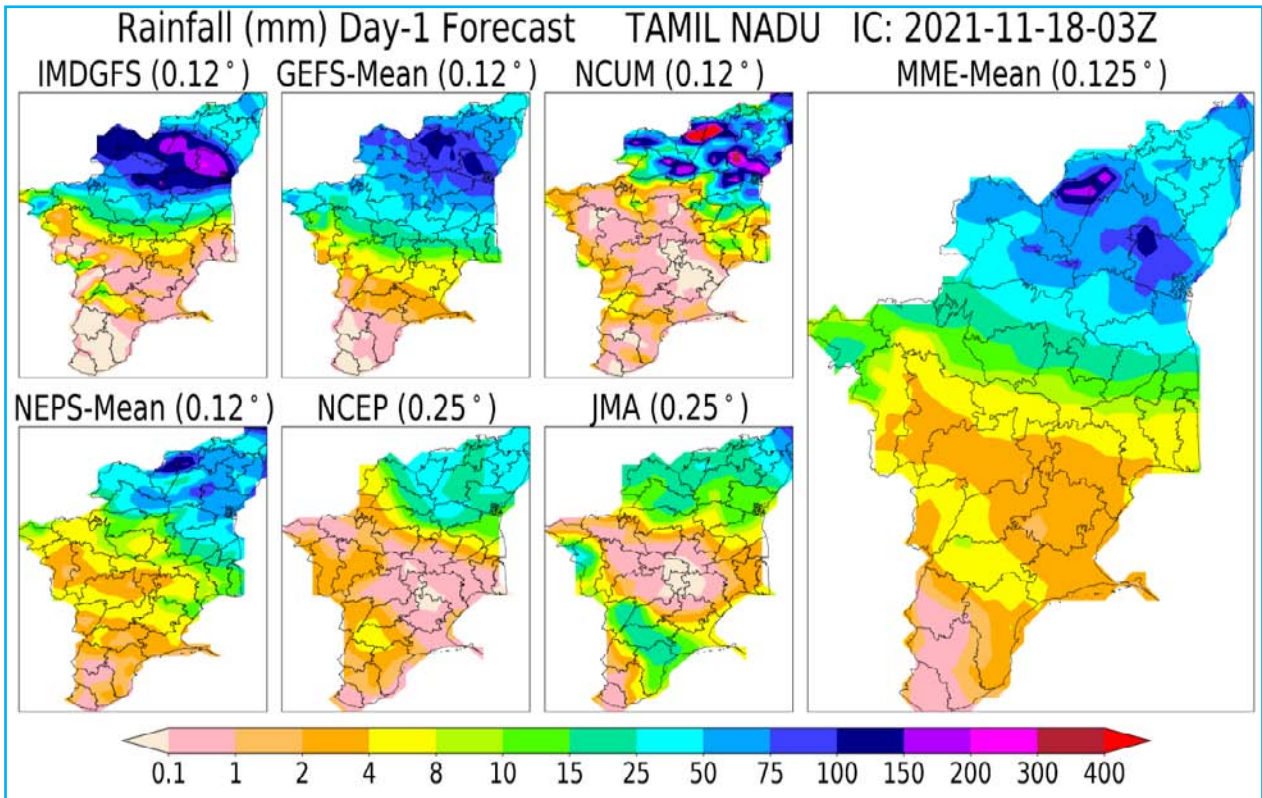 Rainfall (mm) Day-1 Forecast TAMIL NADU IC: 2021-11-18-03Z
IMDGFS (0.12°) GEFS-Mean (0.12°) NCUM (0.12°) MME-Mean (0.125°)
NEPS-Mean (0.12°) NCEP (0.25°) JMA (0.25°)
0.1 1 2 4 8 10 15 25 50 75 100 150 200 300 400